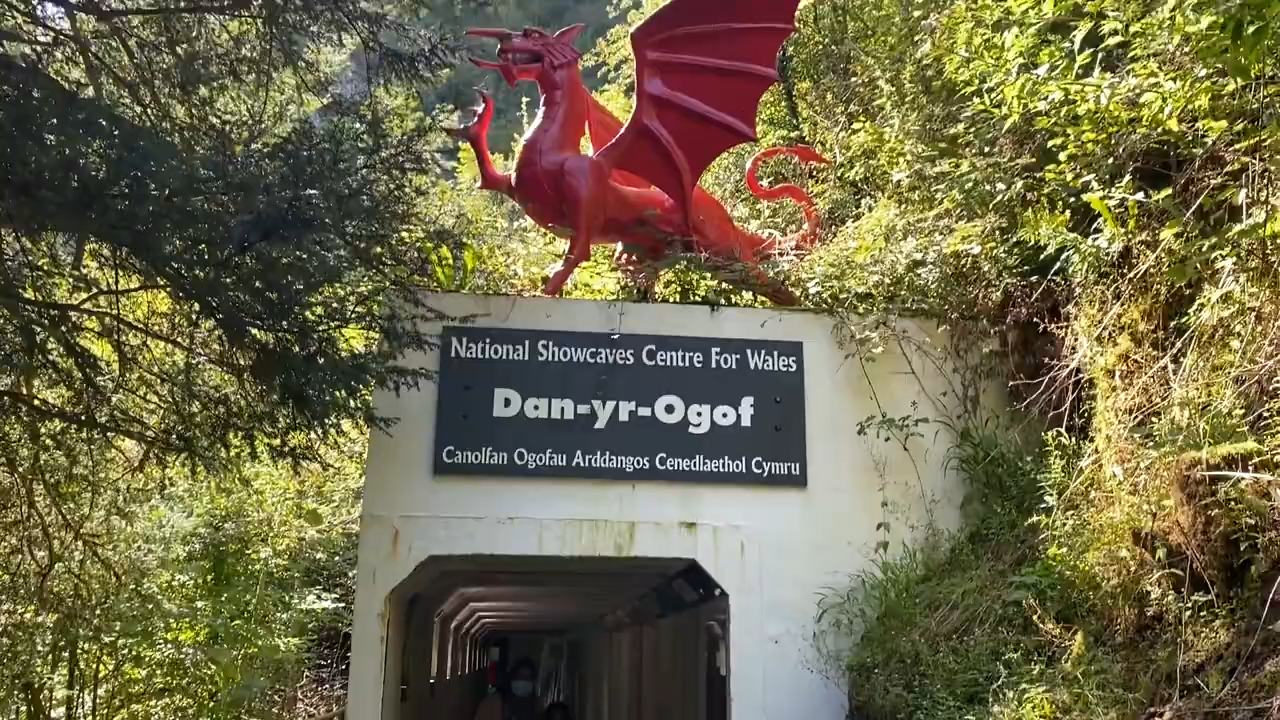 National Showcaves Centre For Wales
Dan-yr-Ogof
Canolfan Ogofau Arddangos Cenedlaethol Cymru